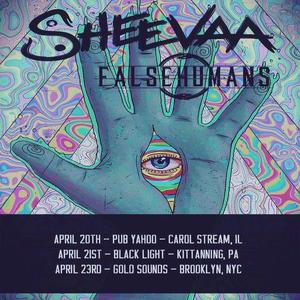 SHEEVAA
FALSEHUMANS
APRIL 20TH – PUB YAHOO – CAROL STREAM, IL
APRIL 21ST – BLACK LIGHT – KITTANNING, PA
APRIL 23RD – GOLD SOUNDS – BROOKLYN, NYC